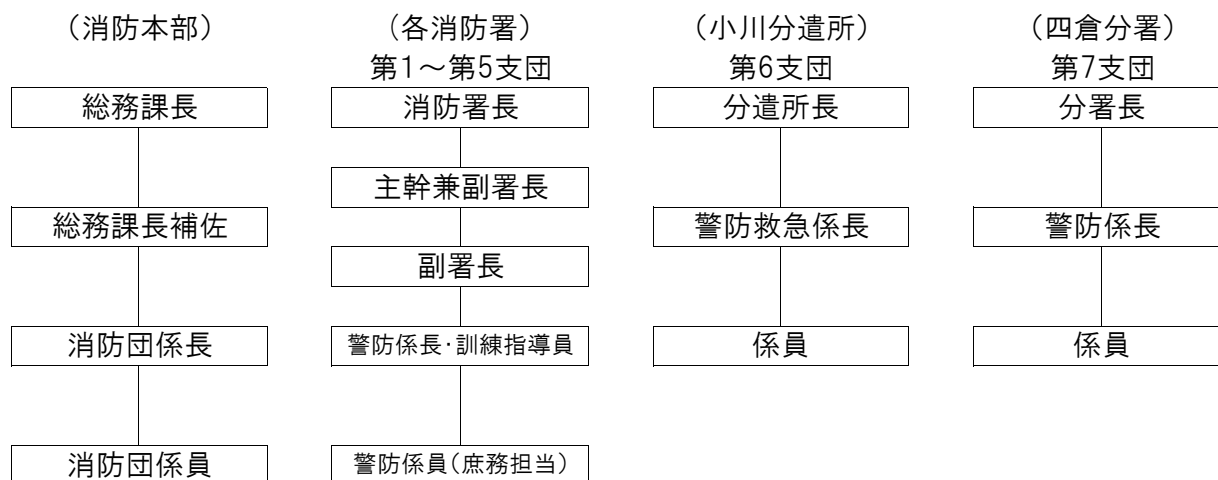 （消防本部）
総務課長
総務課長補佐
消防団係長
消防団係員
（各消防署）
第1～第5支団
消防署長
主幹兼副署長
副署長
警防係長・訓練指導員
警防係員（庶務担当）
（小川分遣所）
第6支団
分遣所長
警防救急係長
係員
（四倉分署）
第7支団
分署長
警防係長
係員